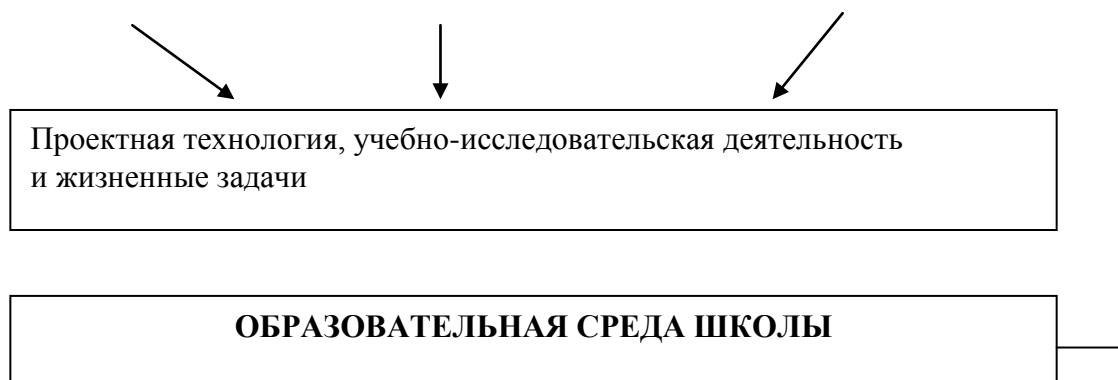 Проектная технология, учебно-исследовательская деятельность
и жизненные задачи
ОБРАЗОВАТЕЛЬНАЯ СРЕДА ШКОЛЫ